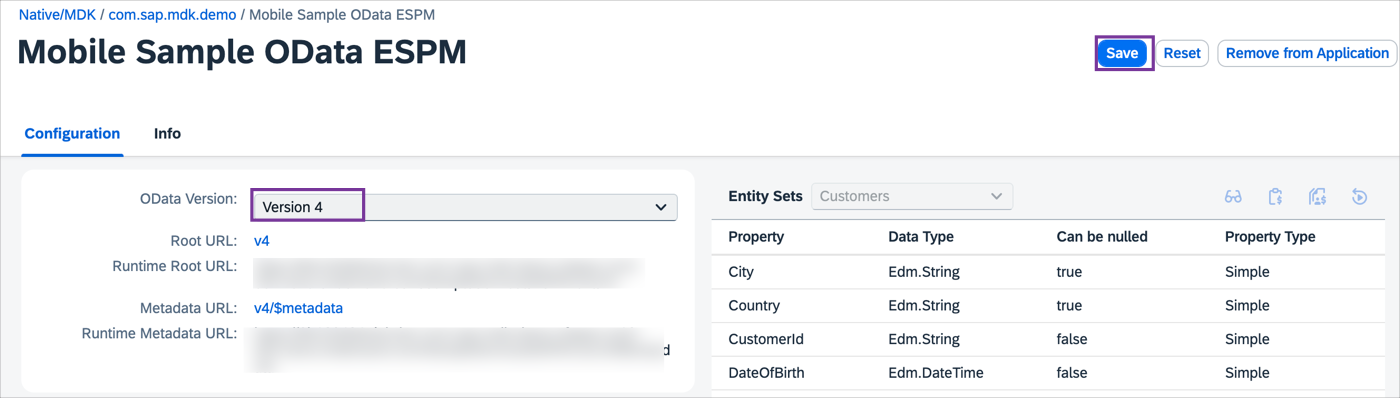 Native/MDK / com.sap.mdk.demo / Mobile Sample OData ESPM
Mobile Sample OData ESPM
Save Reset Remove from Application
Configuration Info
OData Version: Version 4
Root URL: v4
Runtime Root URL:
Metadata URL: v4/$metadata
Runtime Metadata URL:
Entity Sets Customers
Property Data Type Can be nulled Property Type
City Edm.String true Simple
Country Edm.String true Simple
CustomerId Edm.String false Simple
DateOfBirth Edm.DateTime false Simple